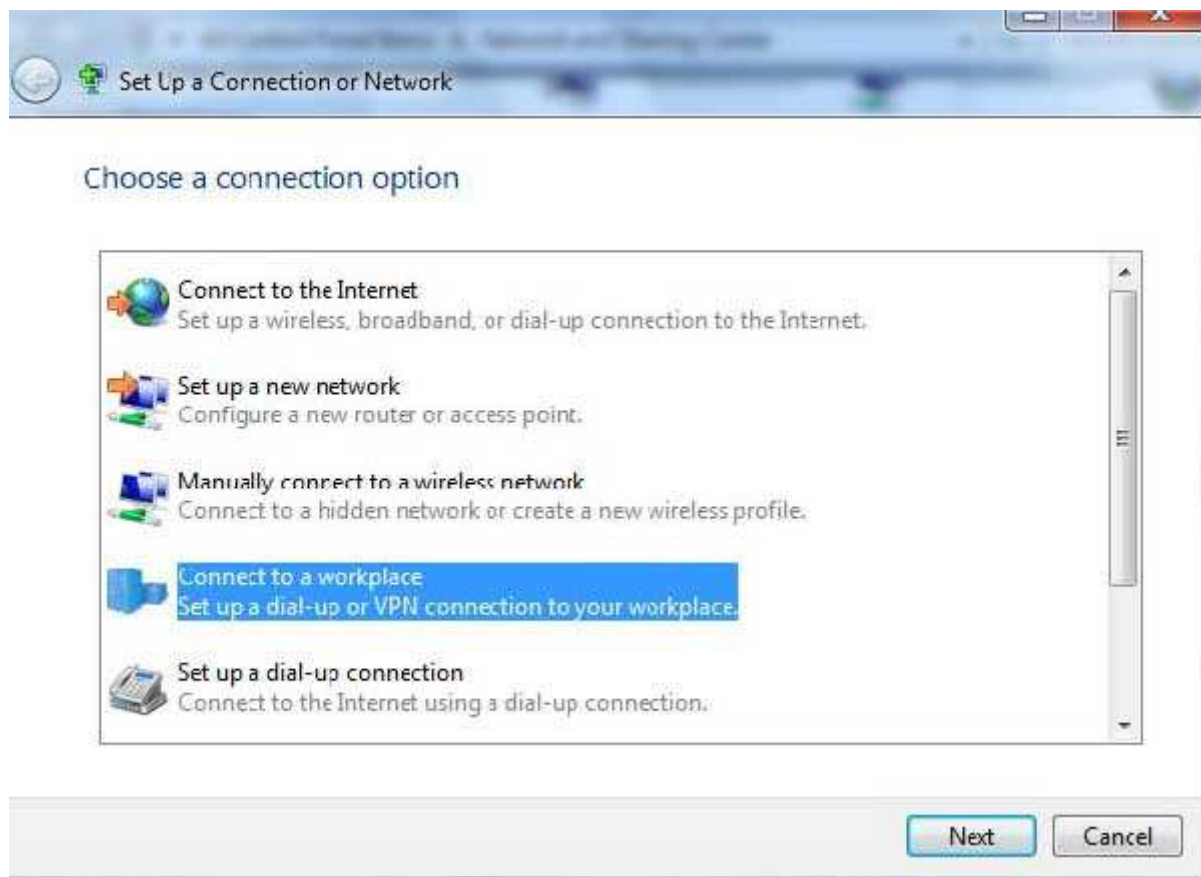 Set Up a Connection or Network
Choose a connection option
Connect to the Internet
Set up a wireless, broadband, or dial-up connection to the Internet.
Set up a new network
Configure a new router or access point.
Manually connect to a wireless network
Connect to a hidden network or create a new wireless profile.
Connect to a workplace
Set up a dial-up or VPN connection to your workplace.
Set up a dial-up connection
Connect to the Internet using a dial-up connection.
Next
Cancel